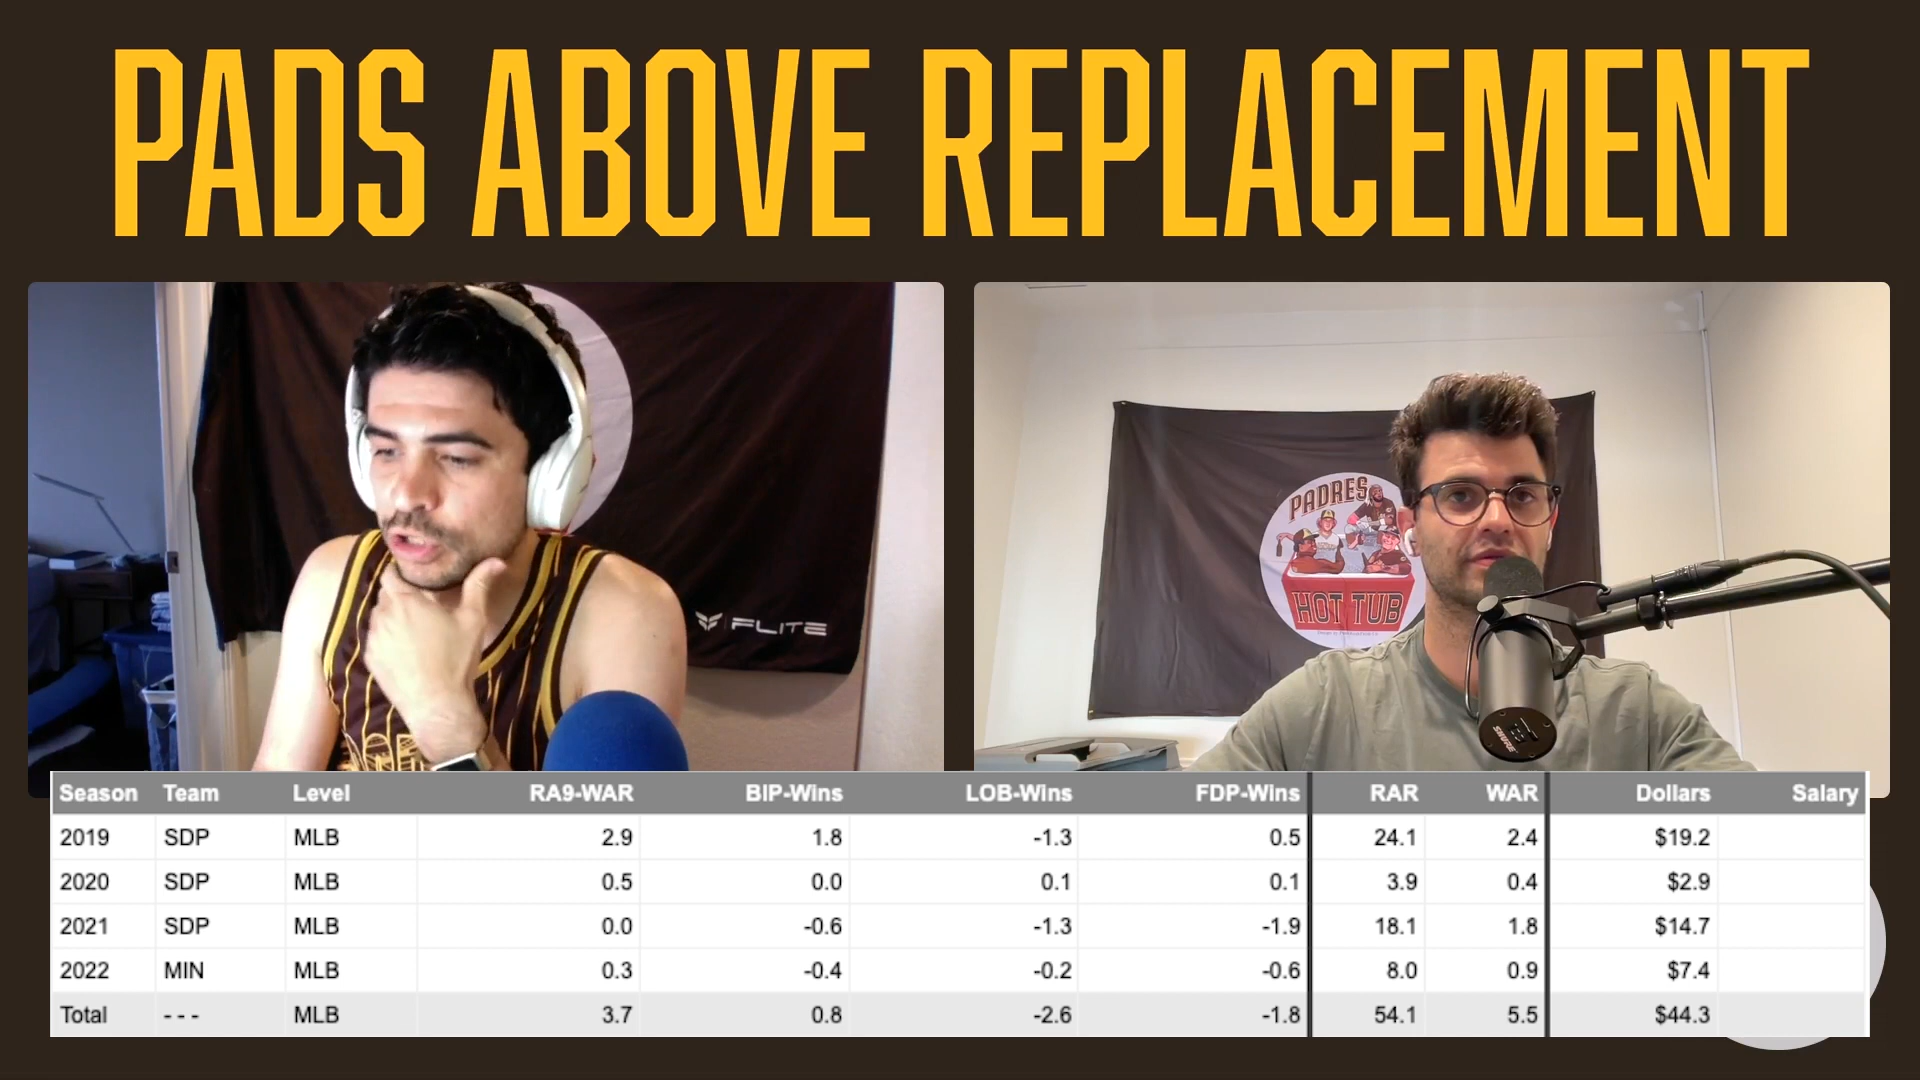 PADS ABOVE REPLACEMENT
FLITE
PADRES
HOT TUB
SHURE
Season Team Level RA9-WAR BIP-Wins LOB-Wins FDP-Wins RAR WAR Dollars Salary
2019 SDP MLB 2.9 1.8 -1.3 0.5 24.1 2.4 $19.2
2020 SDP MLB 0.5 0.0 0.1 0.1 3.9 0.4 $2.9
2021 SDP MLB 0.0 -0.6 -1.3 -1.9 18.1 1.8 $14.7
2022 MIN MLB 0.3 -0.4 -0.2 -0.6 8.0 0.9 $7.4
Total - - - MLB 3.7 0.8 -2.6 -1.8 54.1 5.5 $44.3